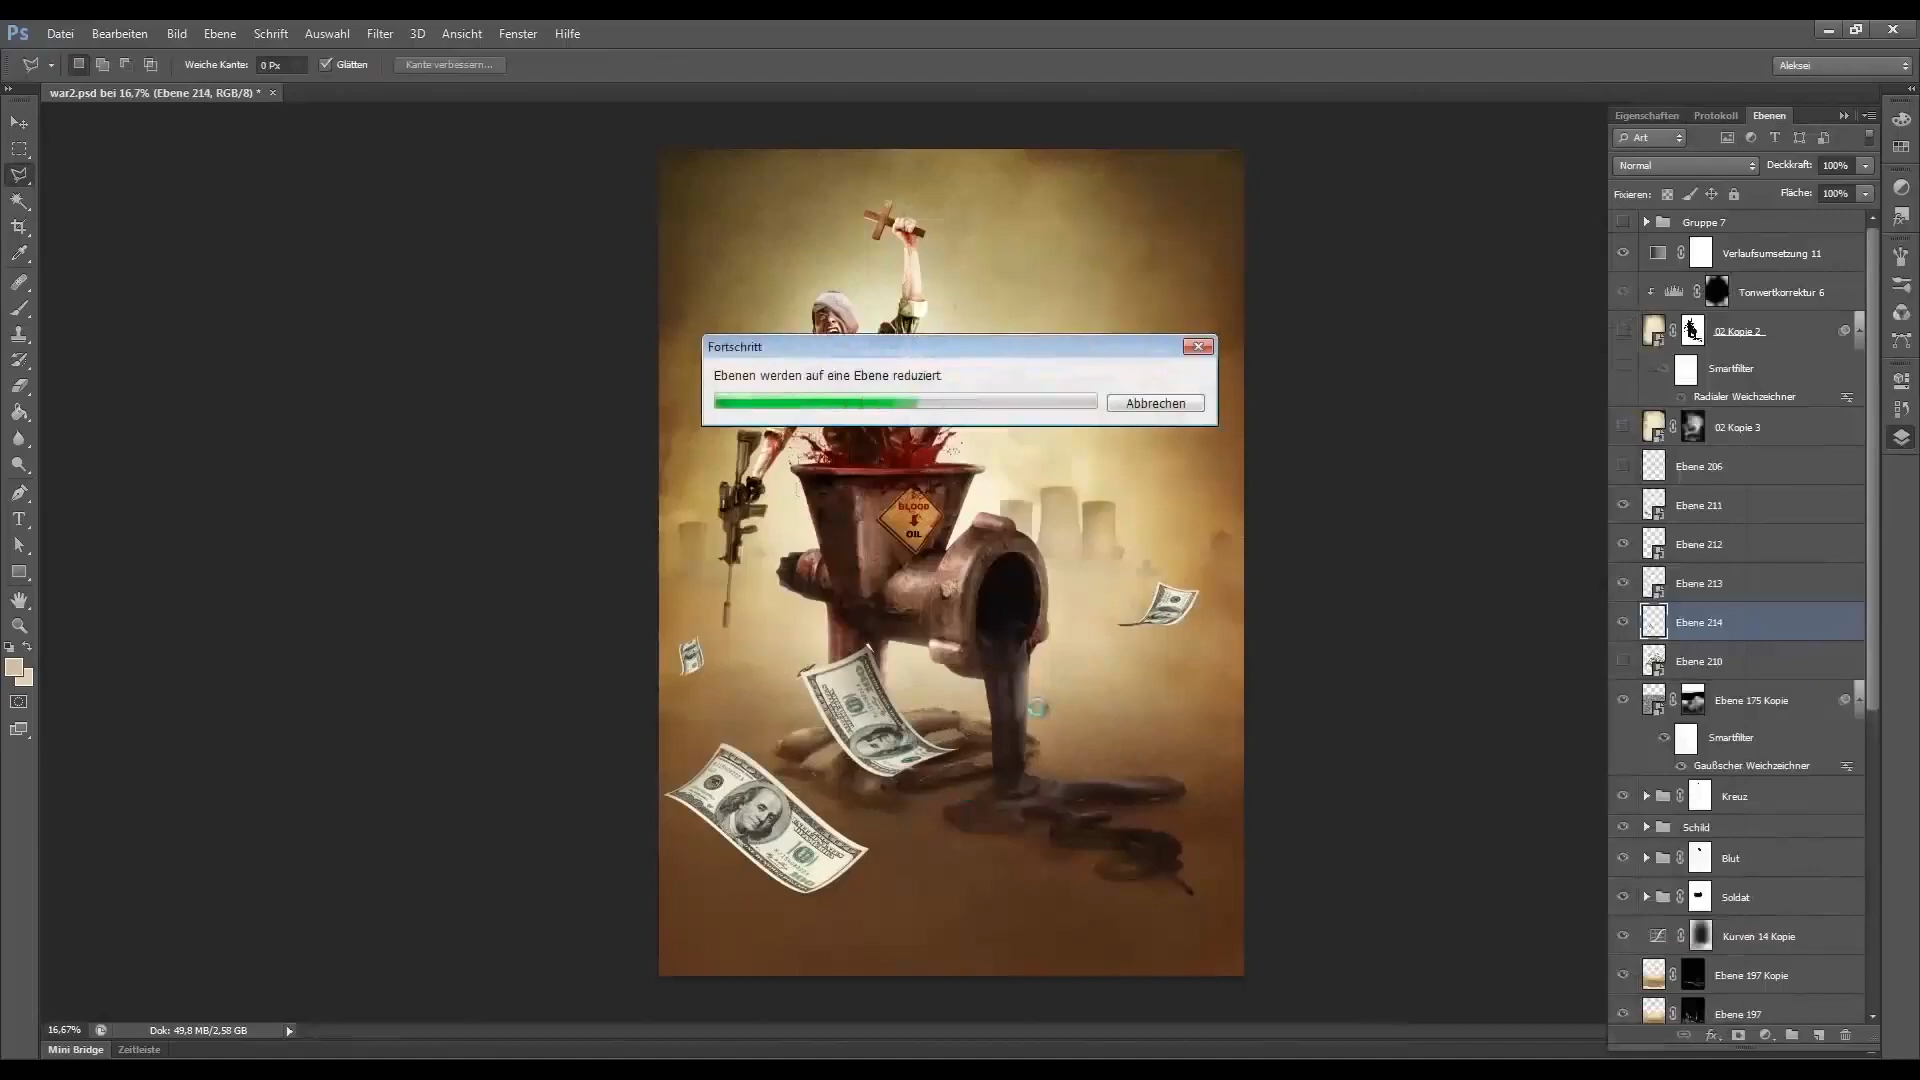 Ps Datei Bearbeiten Bild Ebene Schrift Auswahl Filter 3D Ansicht Fenster Hilfe
Weiche Kante: 0 Px Glätten Kante verbessern... Aleksei
war2.psd bei 16,7% (Ebene 214, RGB/8) *
Eigenschaften Protokoll Ebenen
Art
Normal Deckkraft: 100%
Fixieren: Fläche: 100%
Gruppe 7
Verlaufsumsetzung 11
Tonwertkorrektur 6
02 Kopie 2
Smartfilter
Radialer Weichzeichner
02 Kopie 3
Ebene 206
Ebene 211
Ebene 212
Ebene 213
Ebene 214
Ebene 210
Ebene 175 Kopie
Smartfilter
Gaußscher Weichzeichner
Kreuz
Schild
Blut
Soldat
Kurven 14 Kopie
Ebene 197 Kopie
Ebene 197
Fortschritt
Ebenen werden auf eine Ebene reduziert
Abbrechen
BLOOD
OIL
100
16,67% Dok: 49,8 MB/2,58 GB
Mini Bridge Zeitleiste